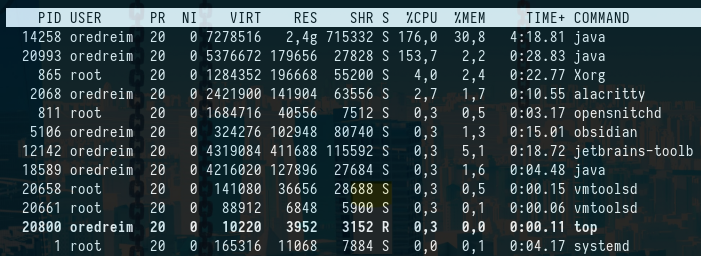 PID USER PR NI VIRT RES SHR S %CPU %MEM TIME+ COMMAND
14258 oredreim 20 0 7278516 2,4g 715332 S 176,0 30,8 4:18.81 java
20993 oredreim 20 0 5376672 179656 27828 S 153,7 2,2 0:28.83 java
865 root 20 0 1284352 196668 55200 S 4,0 2,4 0:22.77 Xorg
2068 oredreim 20 0 2421900 141904 63556 S 2,7 1,7 0:10.55 alacritty
811 root 20 0 1684716 40556 7512 S 0,3 0,5 0:03.17 opensnitchd
5106 oredreim 20 0 324276 102948 80740 S 0,3 1,3 0:15.01 obsidian
12142 oredreim 20 0 4319084 411688 115592 S 0,3 5,1 0:18.72 jetbrains-toolb
18589 oredreim 20 0 4216020 127896 27684 S 0,3 1,6 0:04.48 java
20658 root 20 0 141080 36656 28688 S 0,3 0,5 0:00.15 vmtoolsd
20661 root 20 0 88912 6848 5900 S 0,3 0,1 0:00.06 vmtoolsd
20800 oredreim 20 0 10220 3952 3152 R 0,3 0,0 0:00.11 top
1 root 20 0 165316 11068 7884 S 0,0 0,1 0:04.17 systemd